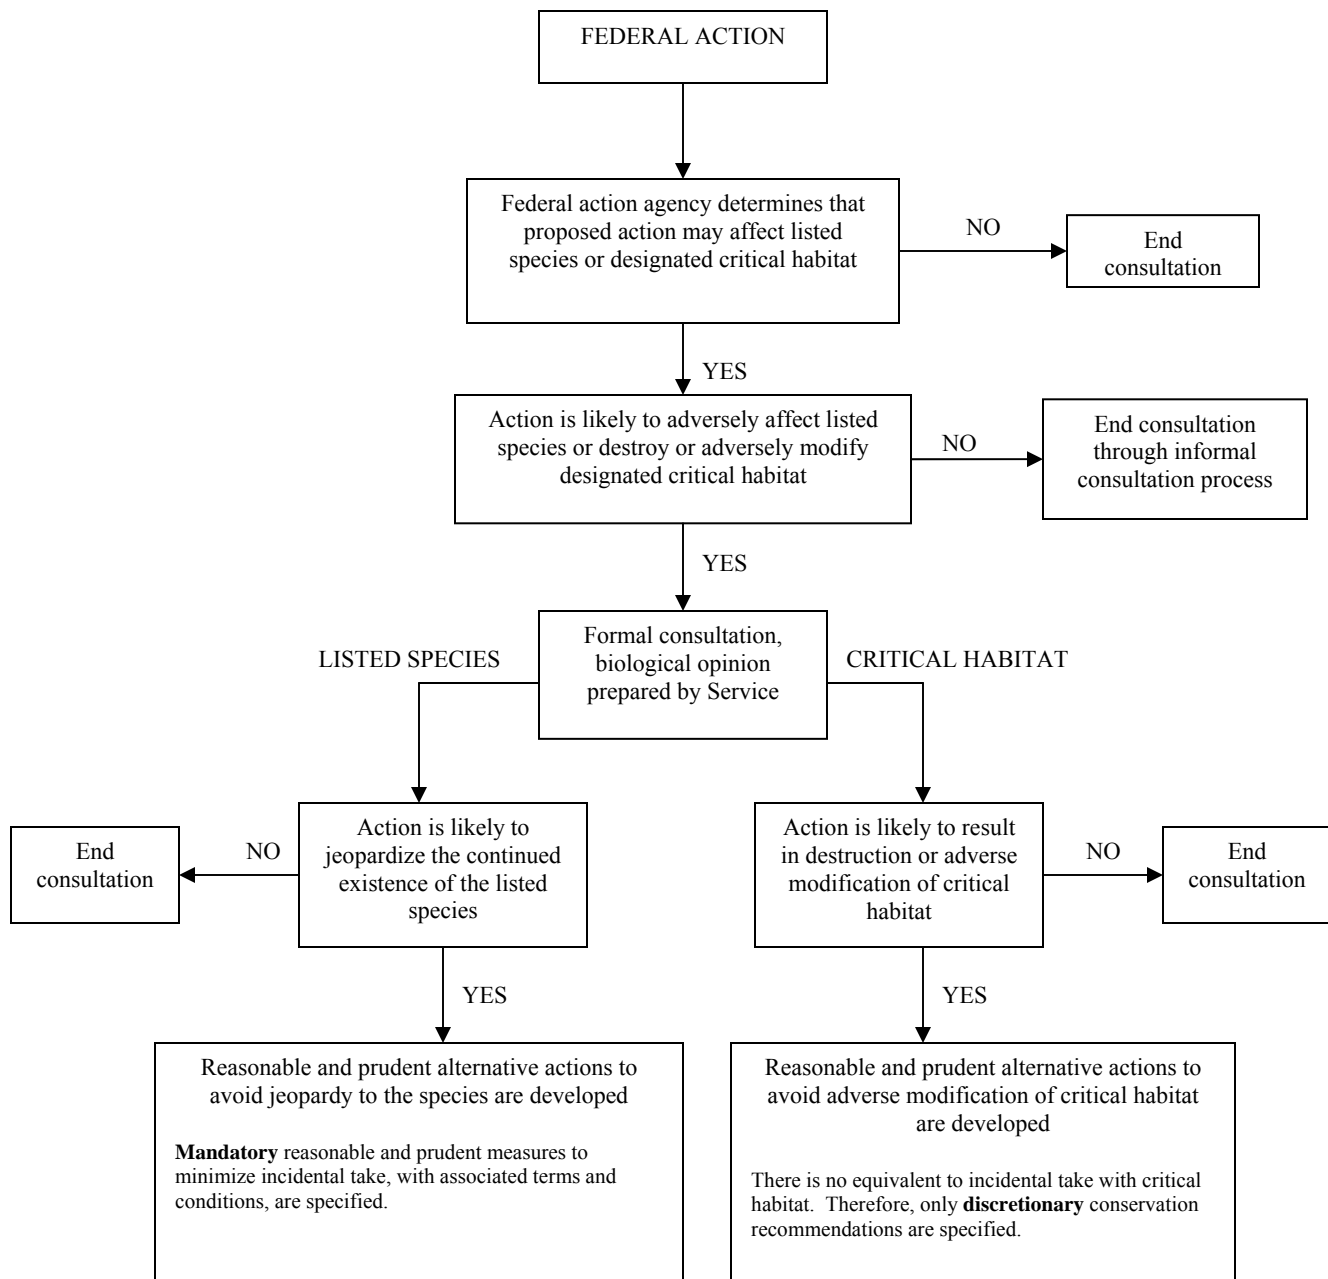 FEDERAL ACTION
Federal action agency determines that
proposed action may affect listed
species or designated critical habitat
NO
End
consultation
YES
Action is likely to adversely affect listed
species or destroy or adversely modify
designated critical habitat
NO
End consultation
through informal
consultation process
YES
Formal consultation,
biological opinion
prepared by Service
LISTED SPECIES
CRITICAL HABITAT
Action is likely to
jeopardize the continued
existence of the listed
species
NO
End
consultation
Action is likely to result
in destruction or adverse
modification of critical
habitat
NO
End
consultation
YES
YES
Reasonable and prudent alternative actions to
avoid jeopardy to the species are developed
Mandatory reasonable and prudent measures to
minimize incidental take, with associated terms and
conditions, are specified.
Reasonable and prudent alternative actions to
avoid adverse modification of critical habitat
are developed
There is no equivalent to incidental take with critical
habitat.  Therefore, only discretionary conservation
recommendations are specified.